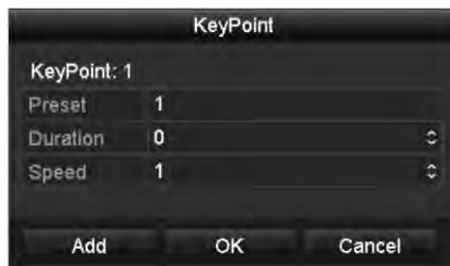 KeyPoint
KeyPoint: 1
Preset 1
Duration 0
Speed 1
Add OK Cancel